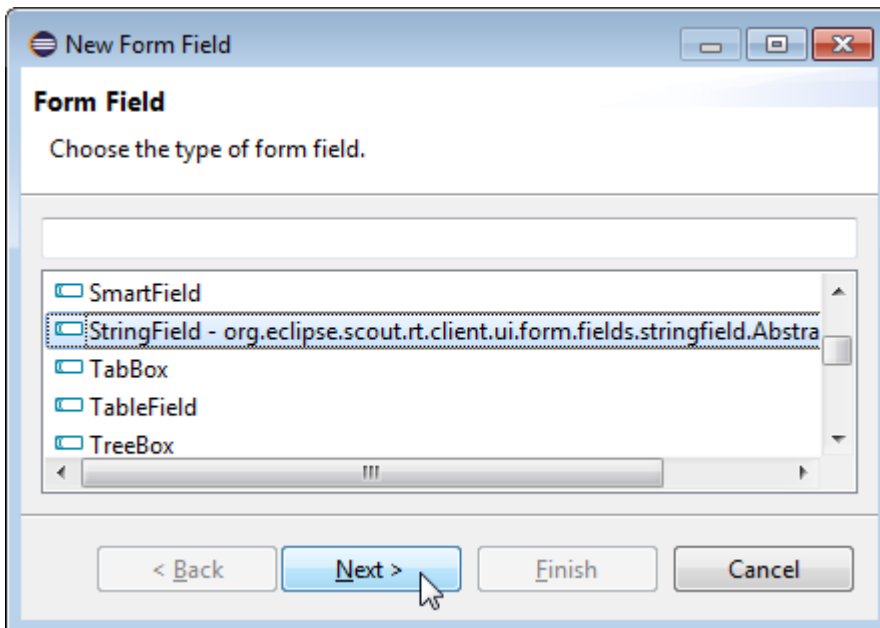 New Form Field
Form Field
Choose the type of form field.
SmartField
StringField - org.eclipse.scout.rt.client.ui.form.fields.stringfield.Abstra
TabBox
TableField
TreeBox
< Back Next > Finish Cancel